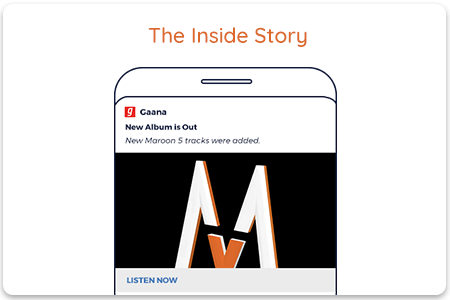 The Inside Story
g Gaana
New Album is Out
New Maroon 5 tracks were added.
M
LISTEN NOW